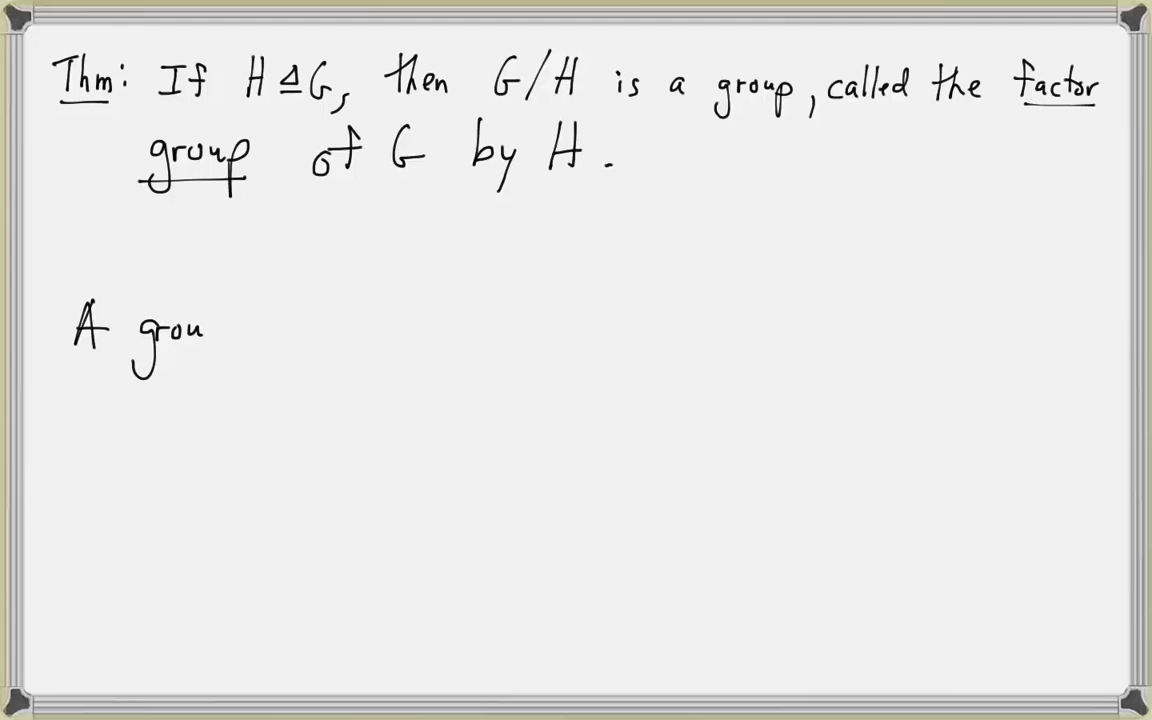 Thm: If H ⊴ G, then G/H is a group, called the factor
group of G by H.
A grou